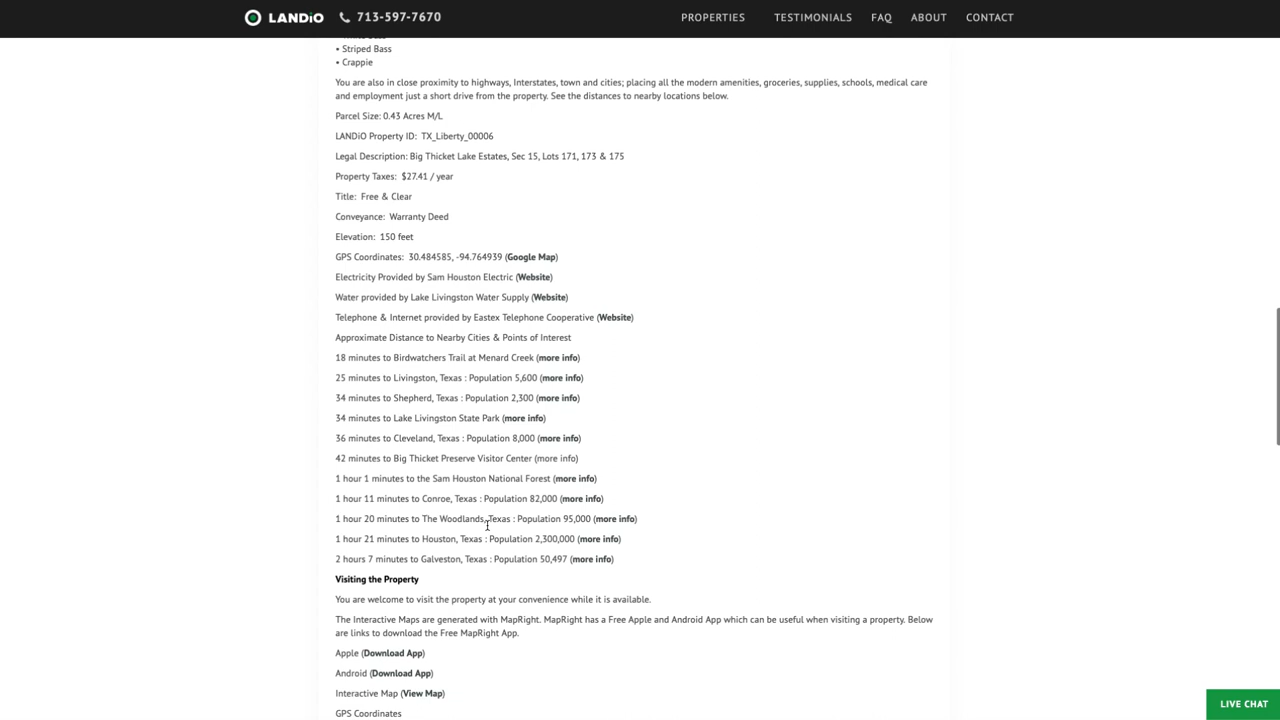 LANDiO 713-597-7670 PROPERTIES TESTIMONIALS FAQ ABOUT CONTACT
• Striped Bass
• Crappie
You are also in close proximity to highways, Interstates, town and cities; placing all the modern amenities, groceries, supplies, schools, medical care
and employment just a short drive from the property. See the distances to nearby locations below.
Parcel Size: 0.43 Acres M/L
LANDiO Property ID: TX_Liberty_00006
Legal Description: Big Thicket Lake Estates, Sec 15, Lots 171, 173 & 175
Property Taxes: $27.41 / year
Title: Free & Clear
Conveyance: Warranty Deed
Elevation: 150 feet
GPS Coordinates: 30.484585, -94.764939 (Google Map)
Electricity Provided by Sam Houston Electric (Website)
Water provided by Lake Livingston Water Supply (Website)
Telephone & Internet provided by Eastex Telephone Cooperative (Website)
Approximate Distance to Nearby Cities & Points of Interest
18 minutes to Birdwatchers Trail at Menard Creek (more info)
25 minutes to Livingston, Texas : Population 5,600 (more info)
34 minutes to Shepherd, Texas : Population 2,300 (more info)
34 minutes to Lake Livingston State Park (more info)
36 minutes to Cleveland, Texas : Population 8,000 (more info)
42 minutes to Big Thicket Preserve Visitor Center (more info)
1 hour 1 minutes to the Sam Houston National Forest (more info)
1 hour 11 minutes to Conroe, Texas : Population 82,000 (more info)
1 hour 20 minutes to The Woodlands, Texas : Population 95,000 (more info)
1 hour 21 minutes to Houston, Texas : Population 2,300,000 (more info)
2 hours 7 minutes to Galveston, Texas : Population 50,497 (more info)
Visiting the Property
You are welcome to visit the property at your convenience while it is available.
The Interactive Maps are generated with MapRight. MapRight has a Free Apple and Android App which can be useful when visiting a property. Below
are links to download the Free MapRight App.
Apple (Download App)
Android (Download App)
Interactive Map (View Map)
GPS Coordinates
LIVE CHAT